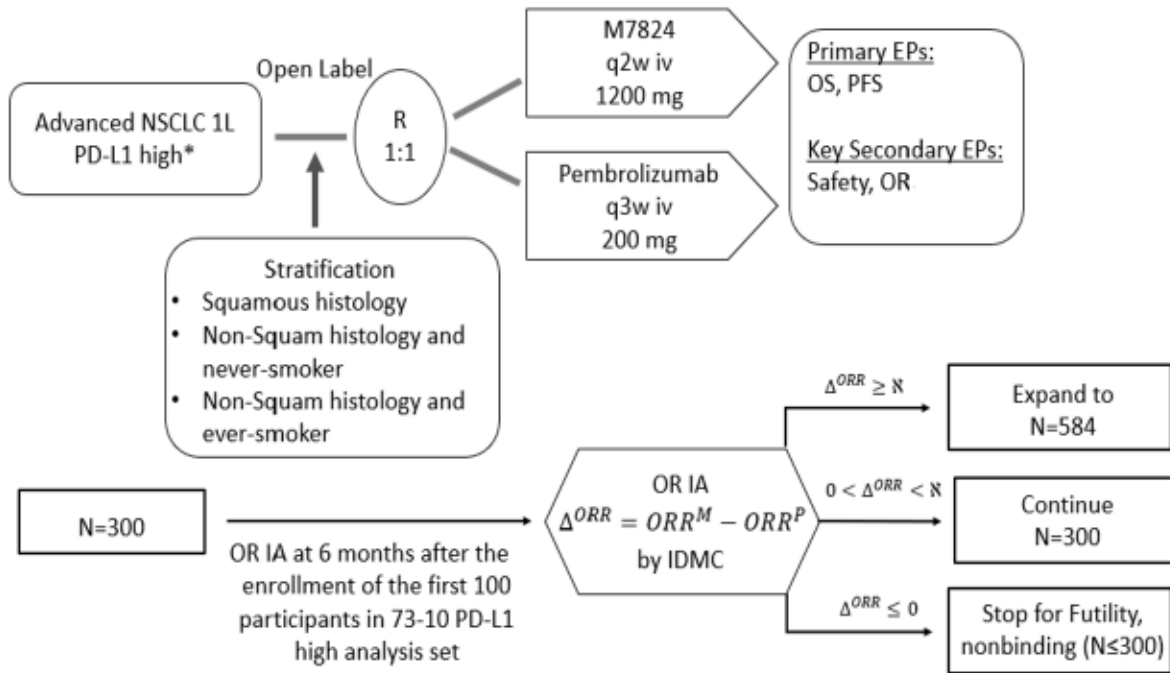 Open Label
Advanced NSCLC 1L
PD-L1 high*
R
1:1
M7824
q2w iv
1200 mg
Pembrolizumab
q3w iv
200 mg
Primary EPs:
OS, PFS
Key Secondary EPs:
Safety, OR
Stratification
• Squamous histology
• Non-Squam histology and
never-smoker
• Non-Squam histology and
ever-smoker
N=300
OR IA at 6 months after the
enrollment of the first 100
participants in 73-10 PD-L1
high analysis set
OR IA
Δ^ORR = ORR^M − ORR^P
by IDMC
Δ^ORR ≥ ℵ
Expand to
N=584
0 < Δ^ORR < ℵ
Continue
N=300
Δ^ORR ≤ 0
Stop for Futility,
nonbinding (N≤300)